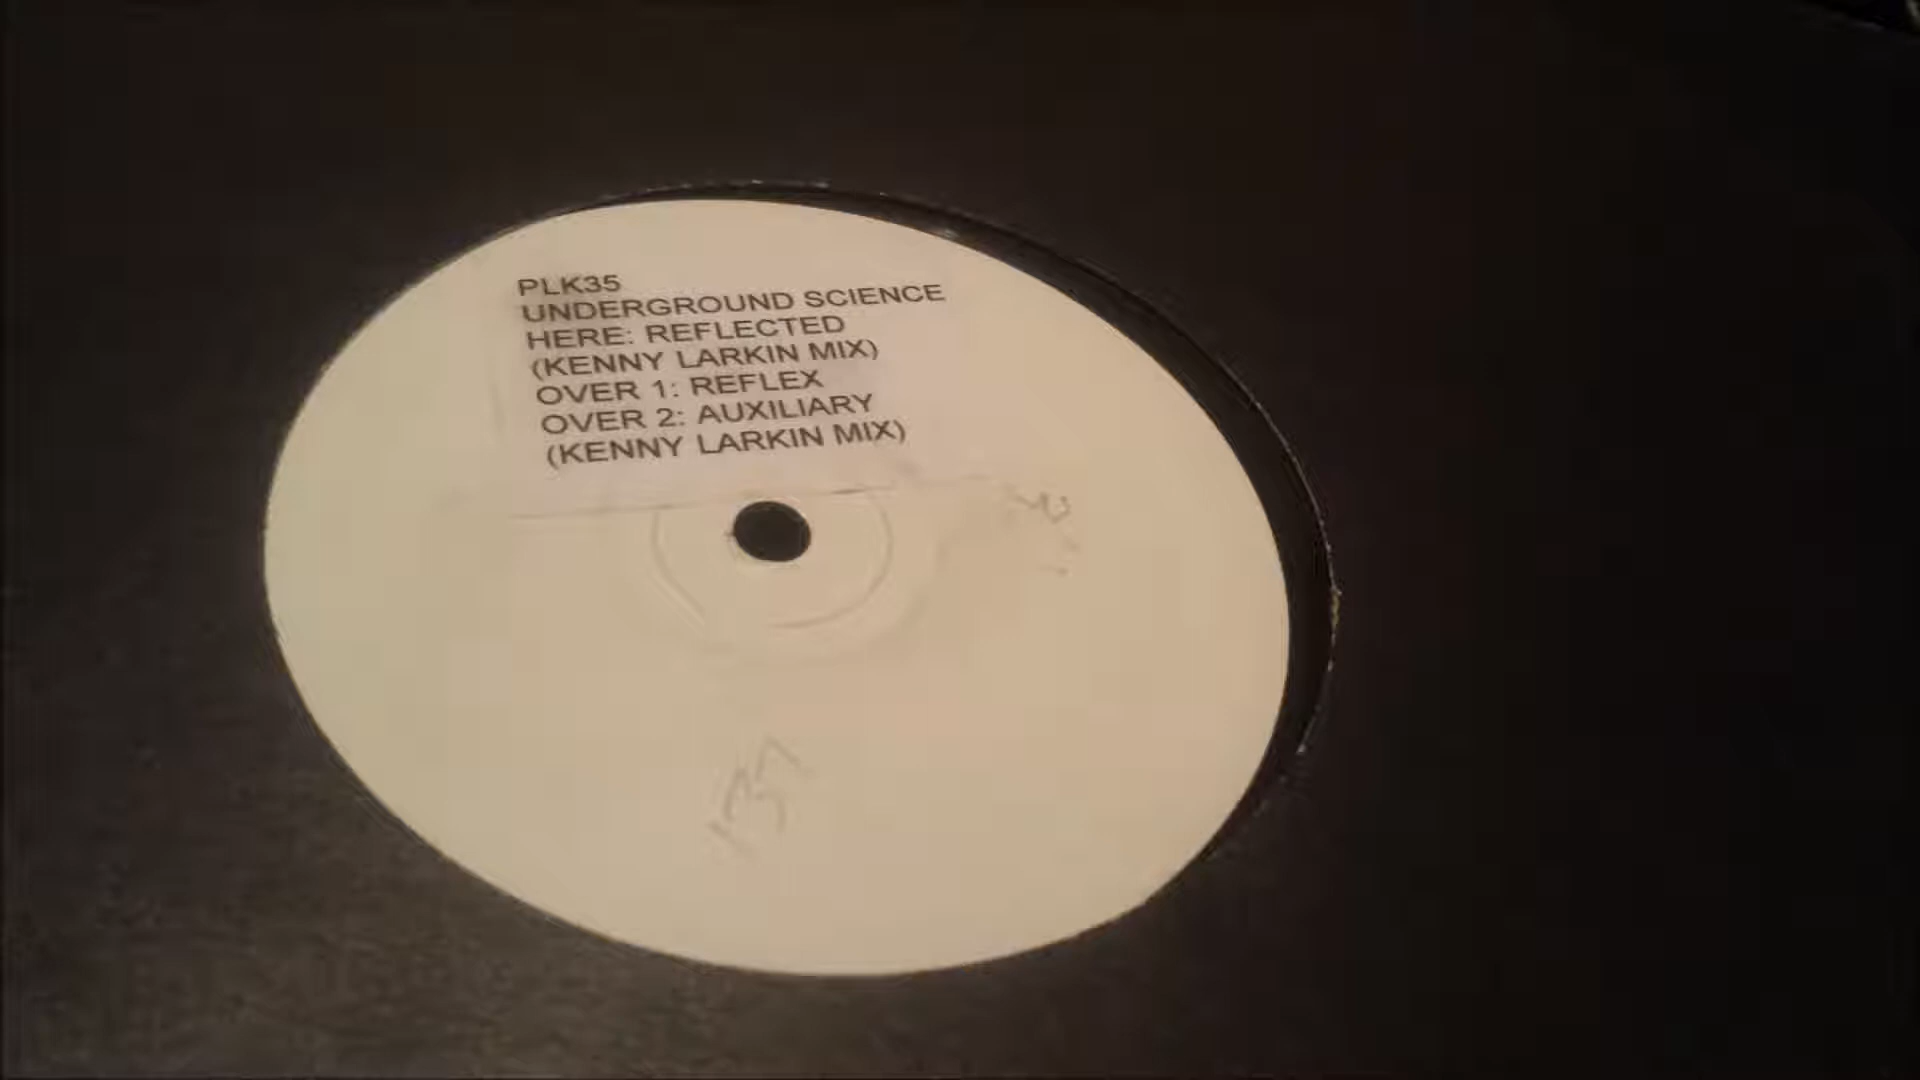 PLK35
UNDERGROUND SCIENCE
HERE: REFLECTED
(KENNY LARKIN MIX)
OVER 1: REFLEX
OVER 2: AUXILIARY
(KENNY LARKIN MIX)